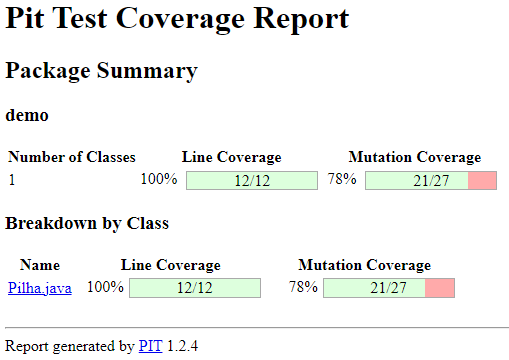 Pit Test Coverage Report
Package Summary
demo
Number of Classes Line Coverage Mutation Coverage
1 100% 12/12 78% 21/27
Breakdown by Class
Name Line Coverage Mutation Coverage
Pilha.java 100% 12/12 78% 21/27
Report generated by PIT 1.2.4